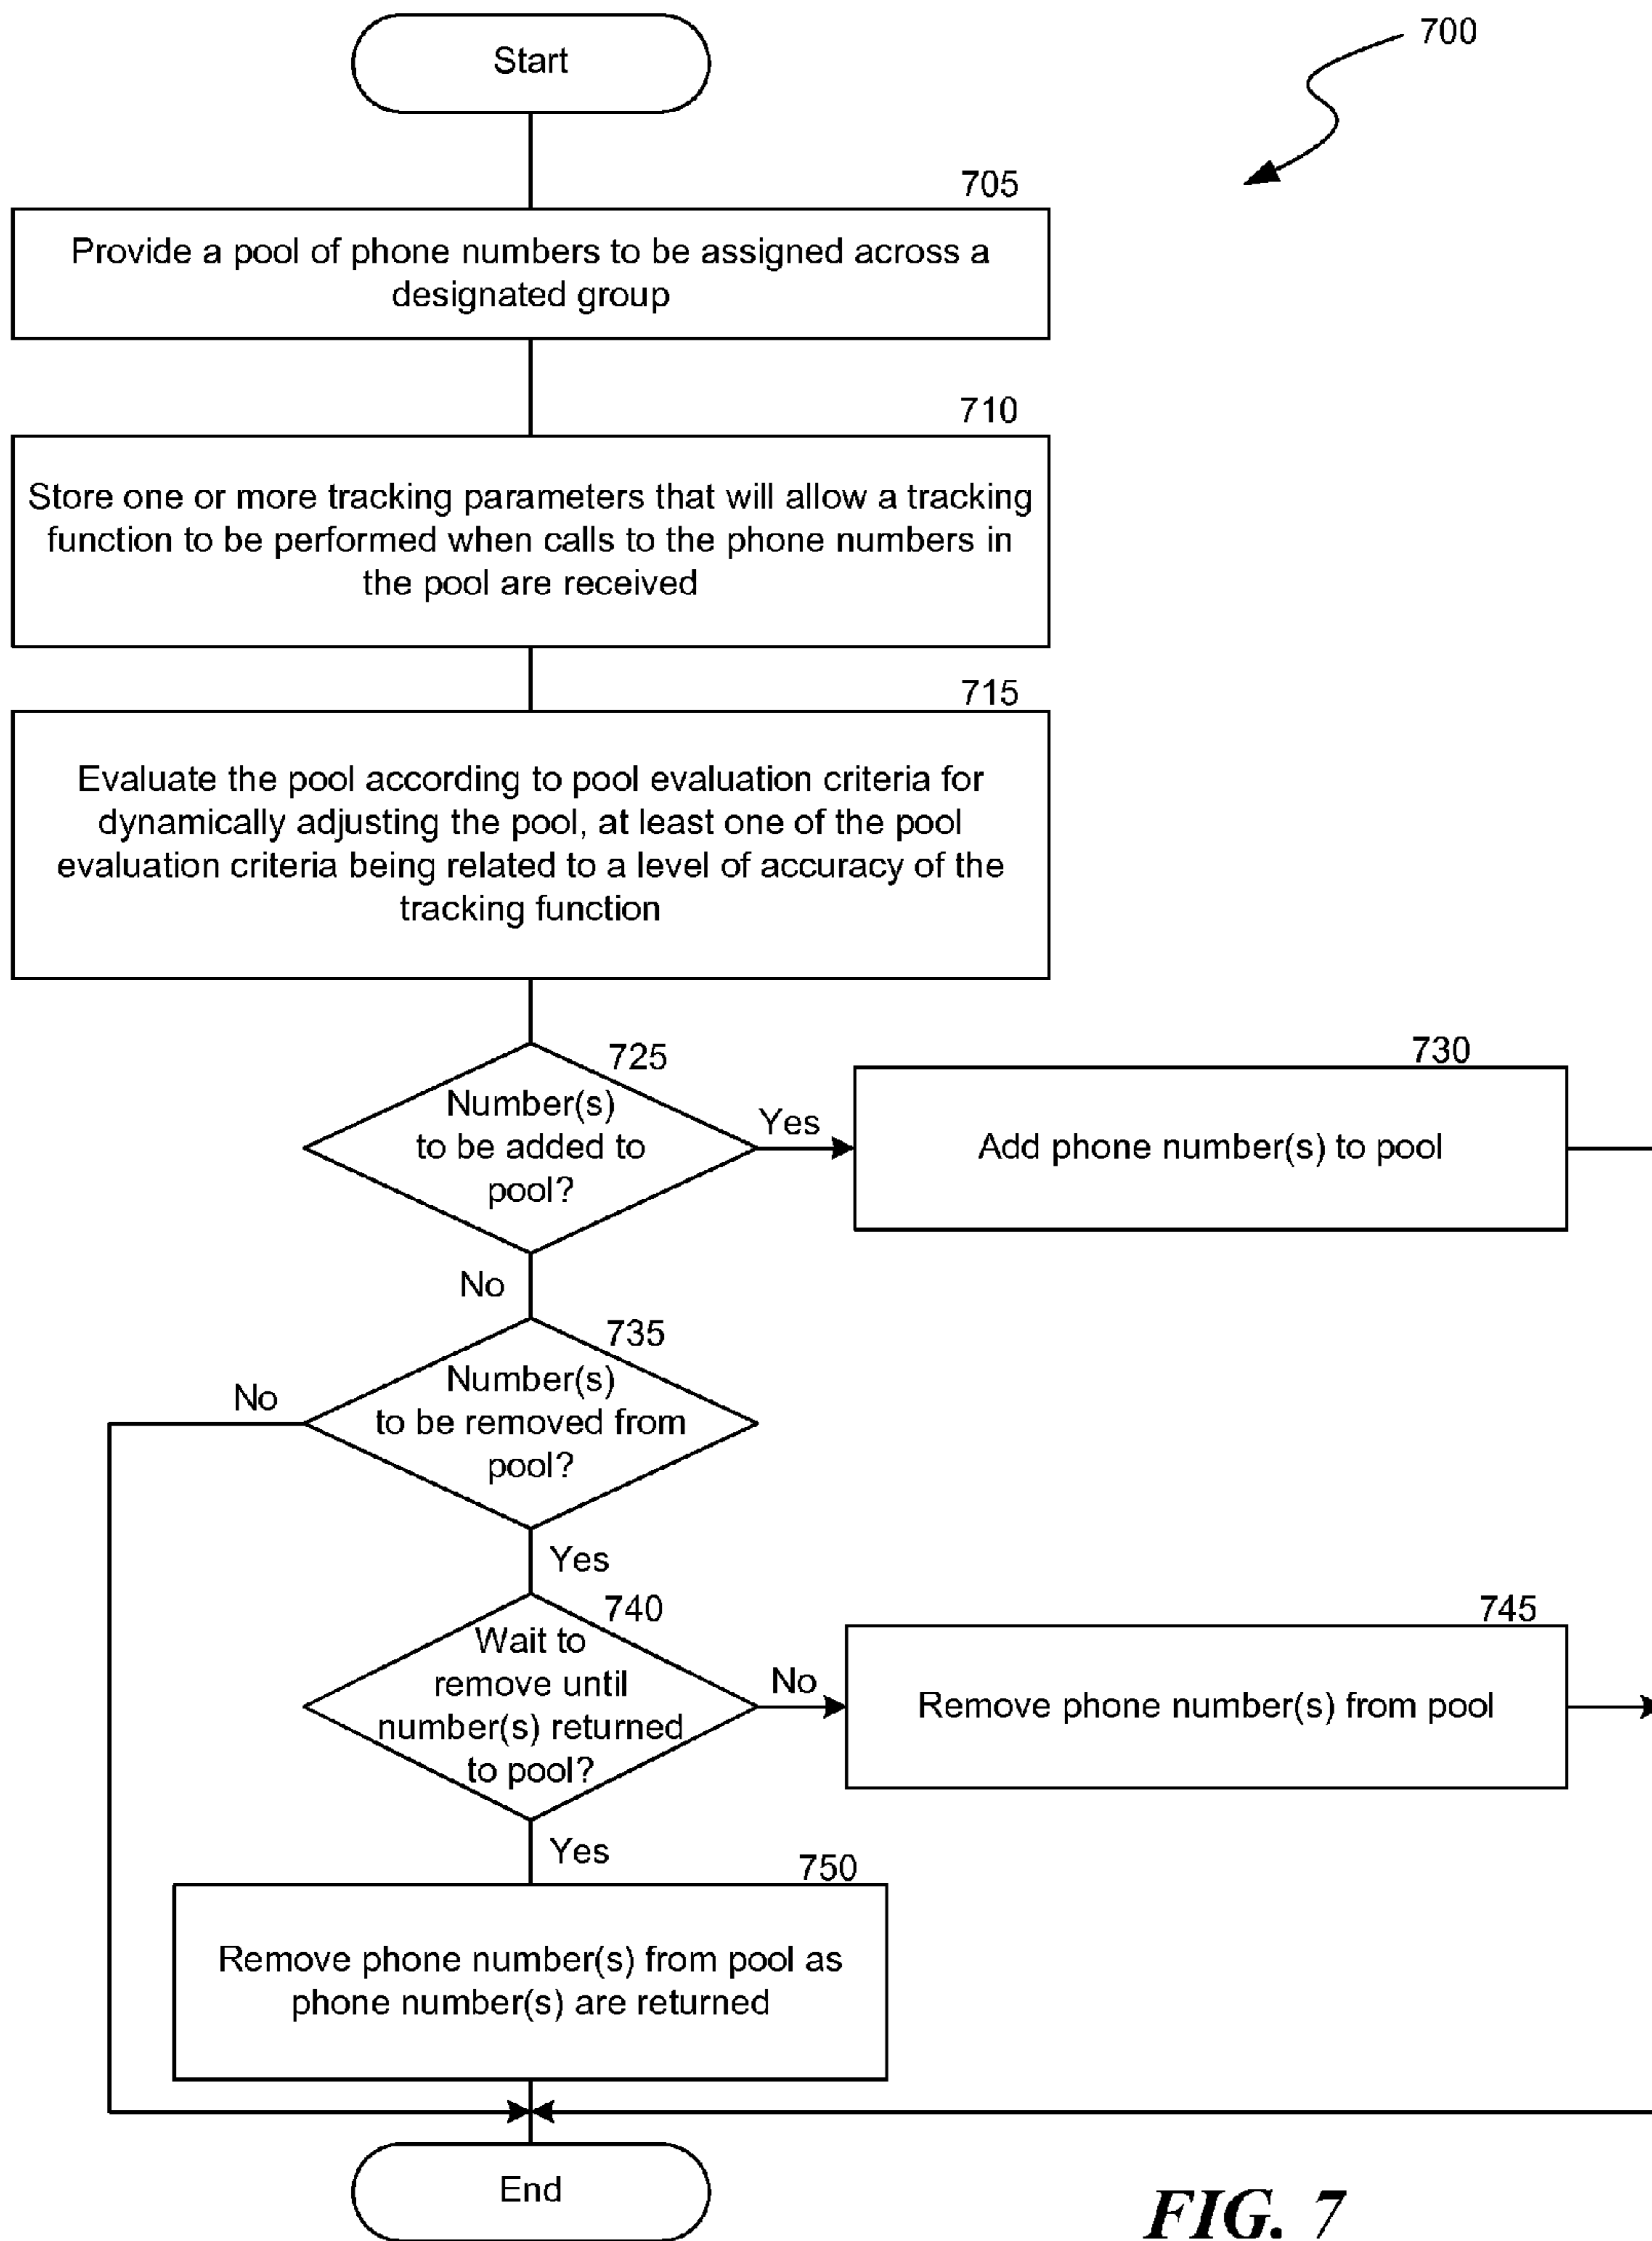 Start
700
705
Provide a pool of phone numbers to be assigned across a
designated group
710
Store one or more tracking parameters that will allow a tracking
function to be performed when calls to the phone numbers in
the pool are received
715
Evaluate the pool according to pool evaluation criteria for
dynamically adjusting the pool, at least one of the pool
evaluation criteria being related to a level of accuracy of the
tracking function
725
Number(s)
to be added to
pool?
Yes
730
Add phone number(s) to pool
No
735
Number(s)
to be removed from
pool?
No
Yes
740
Wait to
remove until
number(s) returned
to pool?
No
745
Remove phone number(s) from pool
Yes
750
Remove phone number(s) from pool as
phone number(s) are returned
End
FIG. 7